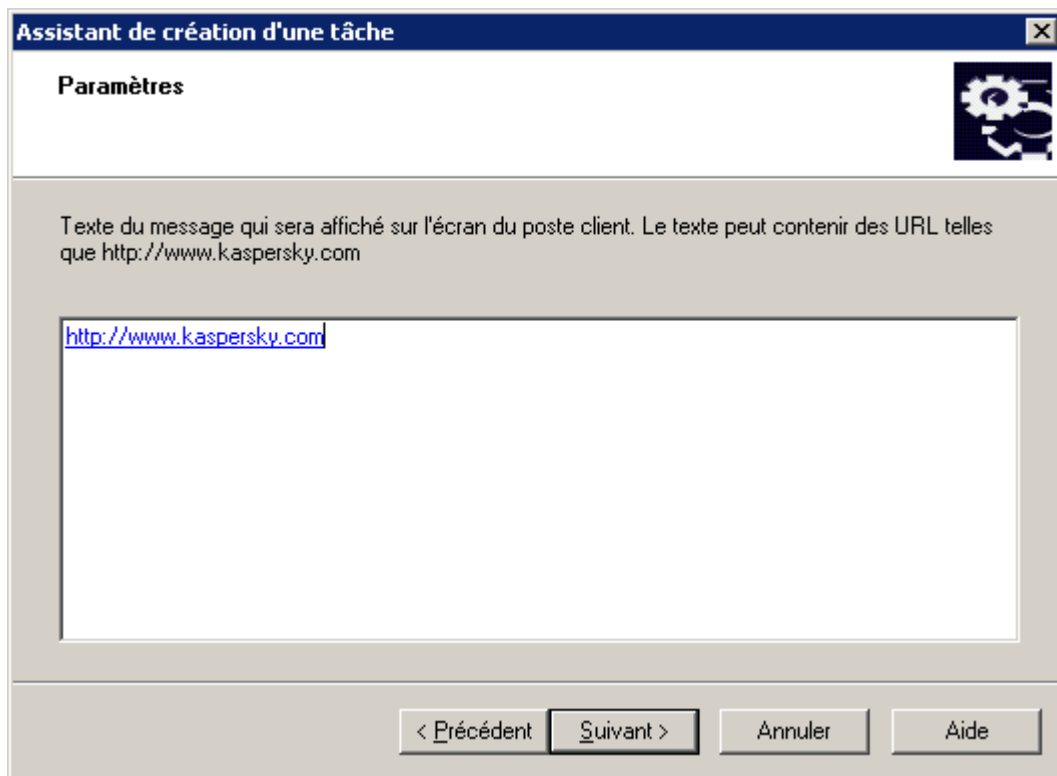 Assistant de création d'une tâche
Paramètres
Texte du message qui sera affiché sur l'écran du poste client. Le texte peut contenir des URL telles
que http://www.kaspersky.com
http://www.kaspersky.com
< Précédent Suivant > Annuler Aide